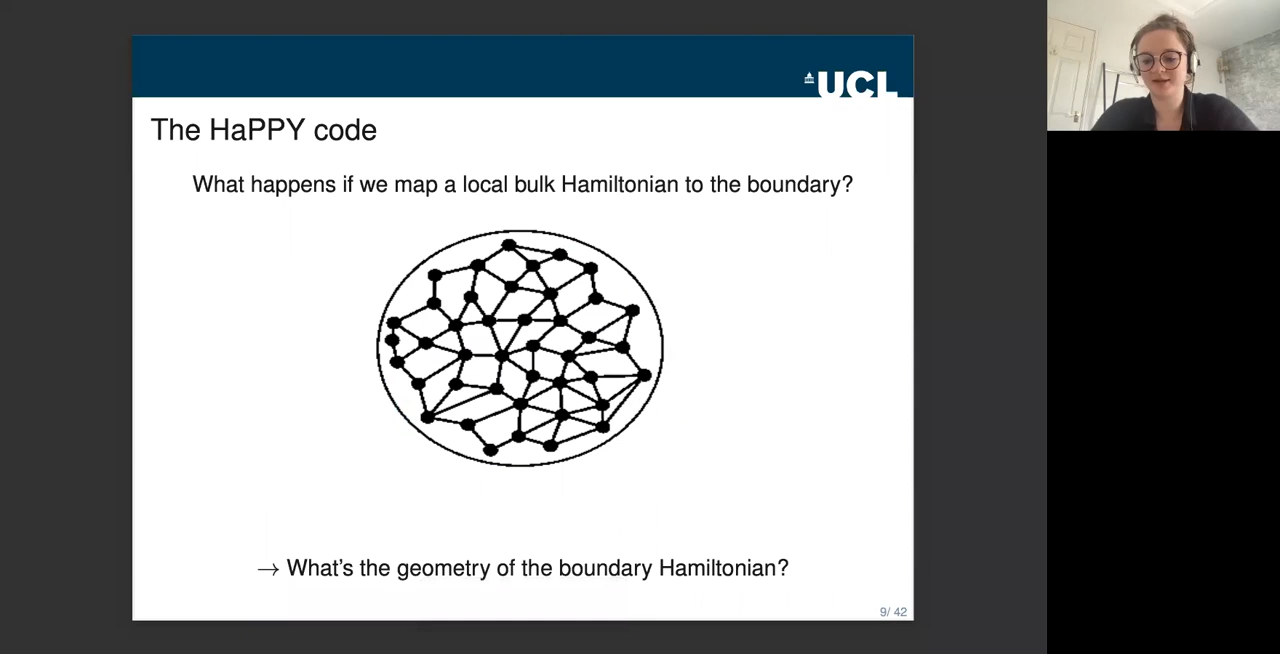 UCL
The HaPPY code
What happens if we map a local bulk Hamiltonian to the boundary?
→ What's the geometry of the boundary Hamiltonian?
9/ 42